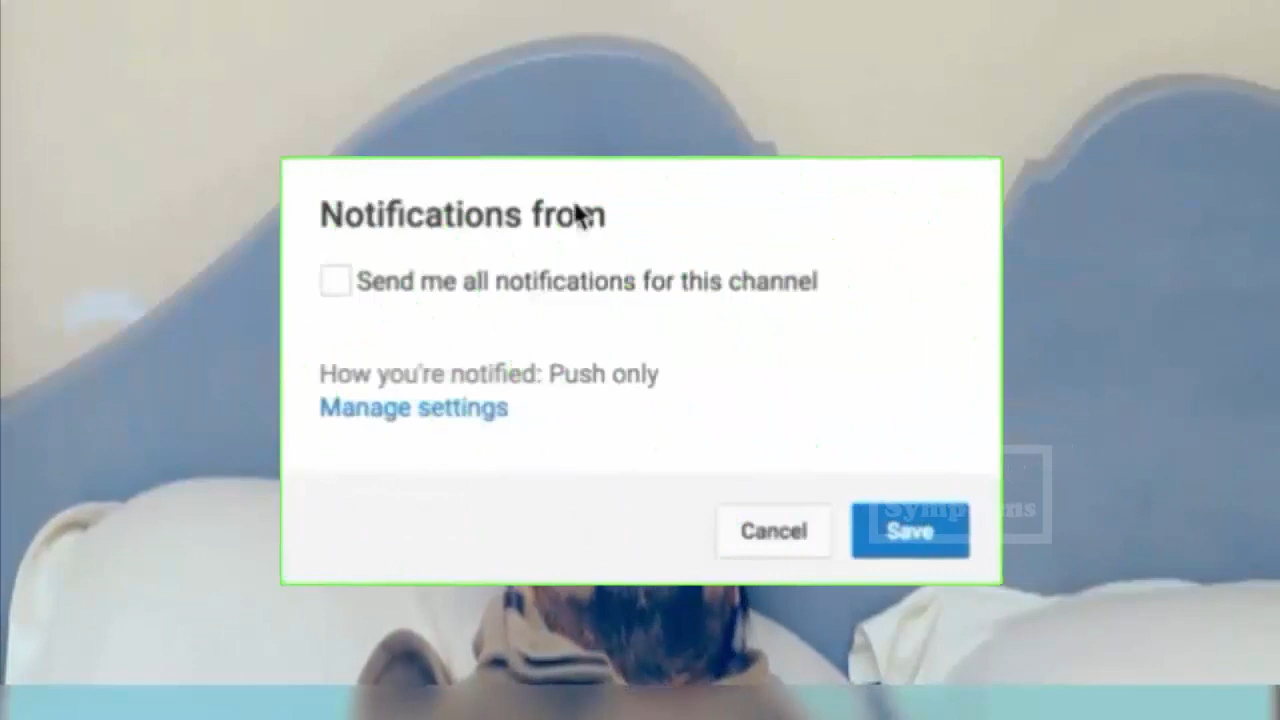 Notifications from
Send me all notifications for this channel
How you're notified: Push only
Manage settings
Cancel
Save